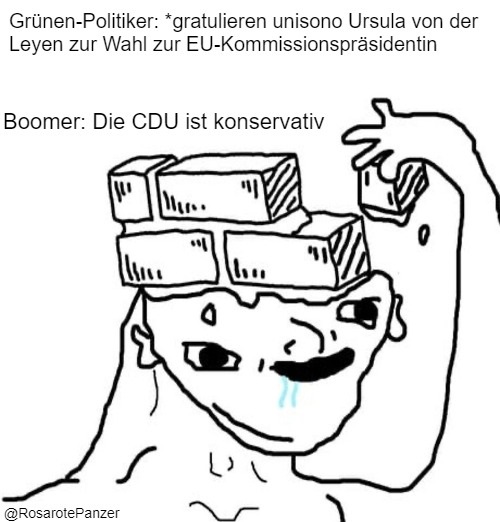 Grünen-Politiker: *gratulieren unisono Ursula von der
Leyen zur Wahl zur EU-Kommissionspräsidentin
Boomer: Die CDU ist konservativ
@RosarotePanzer